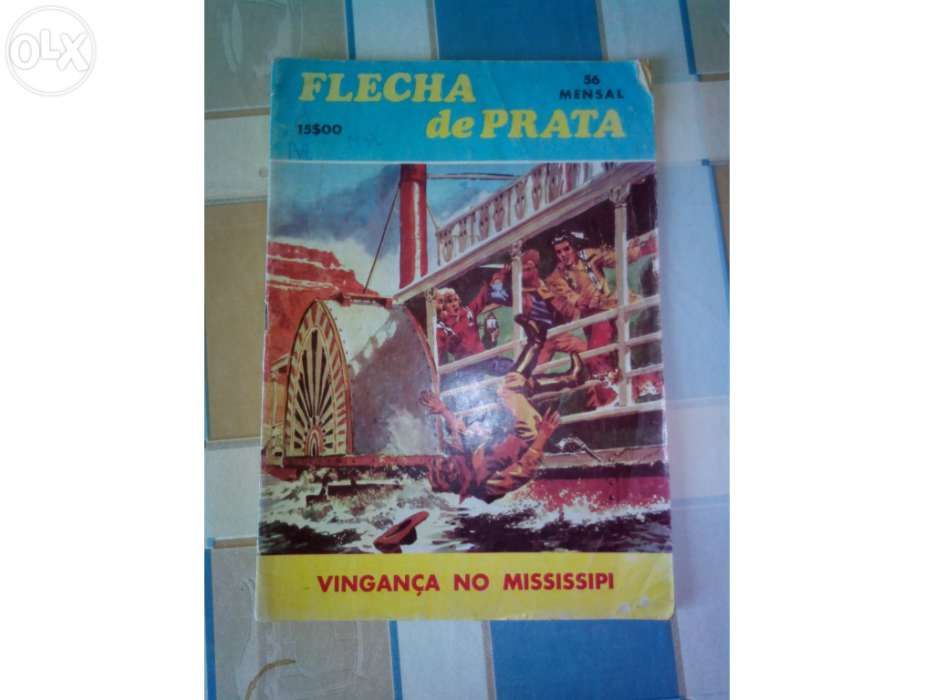 OLX
FLECHA
de PRATA
56
MENSAL
15$00
VINGANÇA NO MISSISSIPI